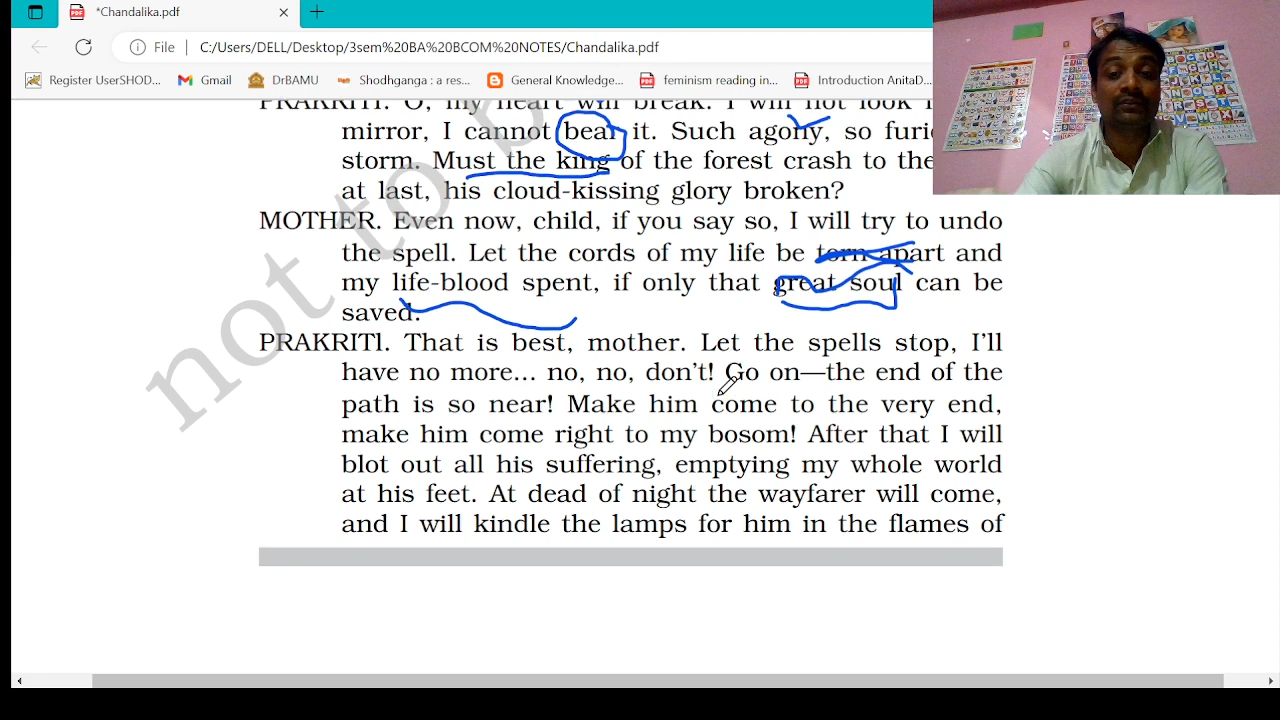 *Chandalika.pdf
File C:/Users/DELL/Desktop/3sem%20BA%20BCOM%20NOTES/Chandalika.pdf
Register UserSHOD... Gmail DrBAMU Shodhganga : a res... General Knowledge... feminism reading in... Introduction AnitaD...
PRAKRITI. O, my heart will break. I will not look i
mirror, I cannot bear it. Such agony, so furi
storm. Must the king of the forest crash to the
at last, his cloud-kissing glory broken?
MOTHER. Even now, child, if you say so, I will try to undo
the spell. Let the cords of my life be torn apart and
my life-blood spent, if only that great soul can be
saved.
PRAKRITI. That is best, mother. Let the spells stop, I'll
have no more... no, no, don't! Go on—the end of the
path is so near! Make him come to the very end,
make him come right to my bosom! After that I will
blot out all his suffering, emptying my whole world
at his feet. At dead of night the wayfarer will come,
and I will kindle the lamps for him in the flames of
not to b